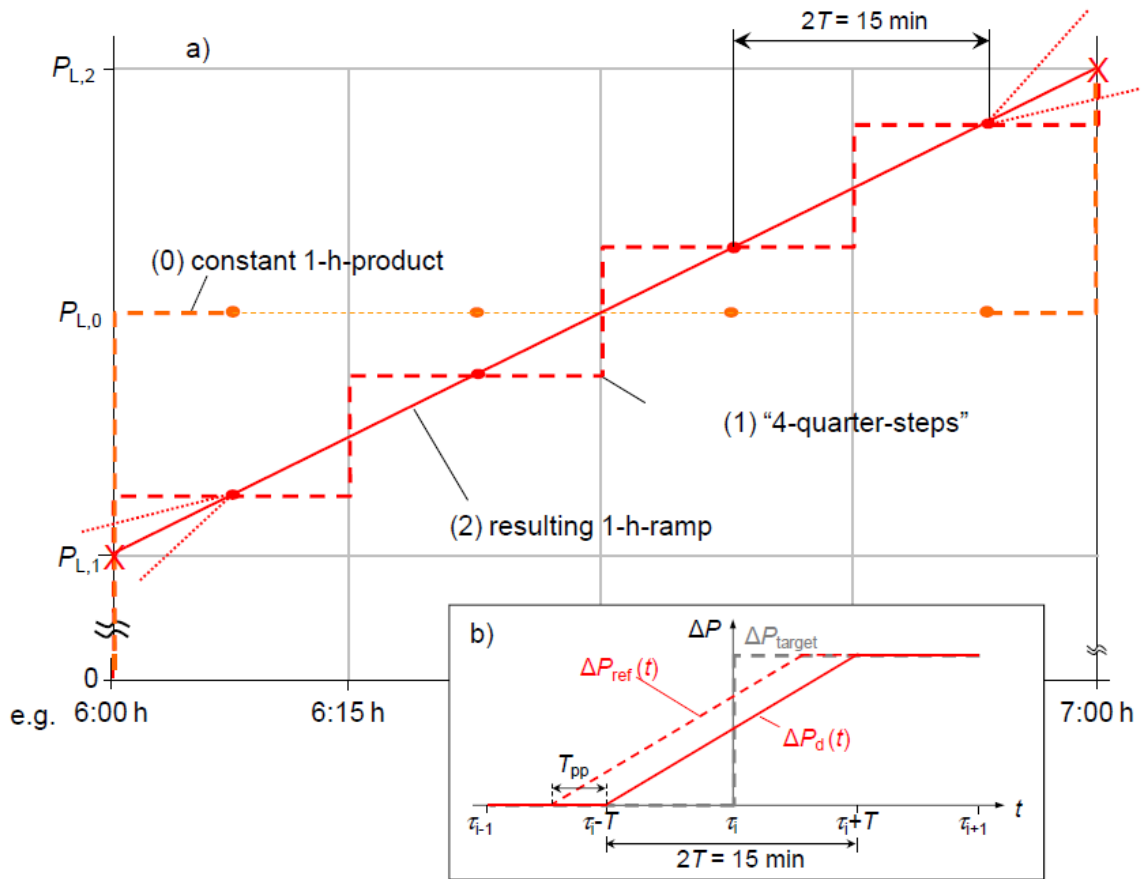 2T = 15 min
a)
P_L,2
(0) constant 1-h-product
P_L,0
(1) “4-quarter-steps”
(2) resulting 1-h-ramp
P_L,1
0
e.g. 6:00 h
6:15 h
7:00 h
b)
ΔP
ΔP_target
ΔP_ref (t)
ΔP_d (t)
T_pp
τ_i-1
τ_i-T
τ_i
τ_i+T
τ_i+1
t
2T = 15 min